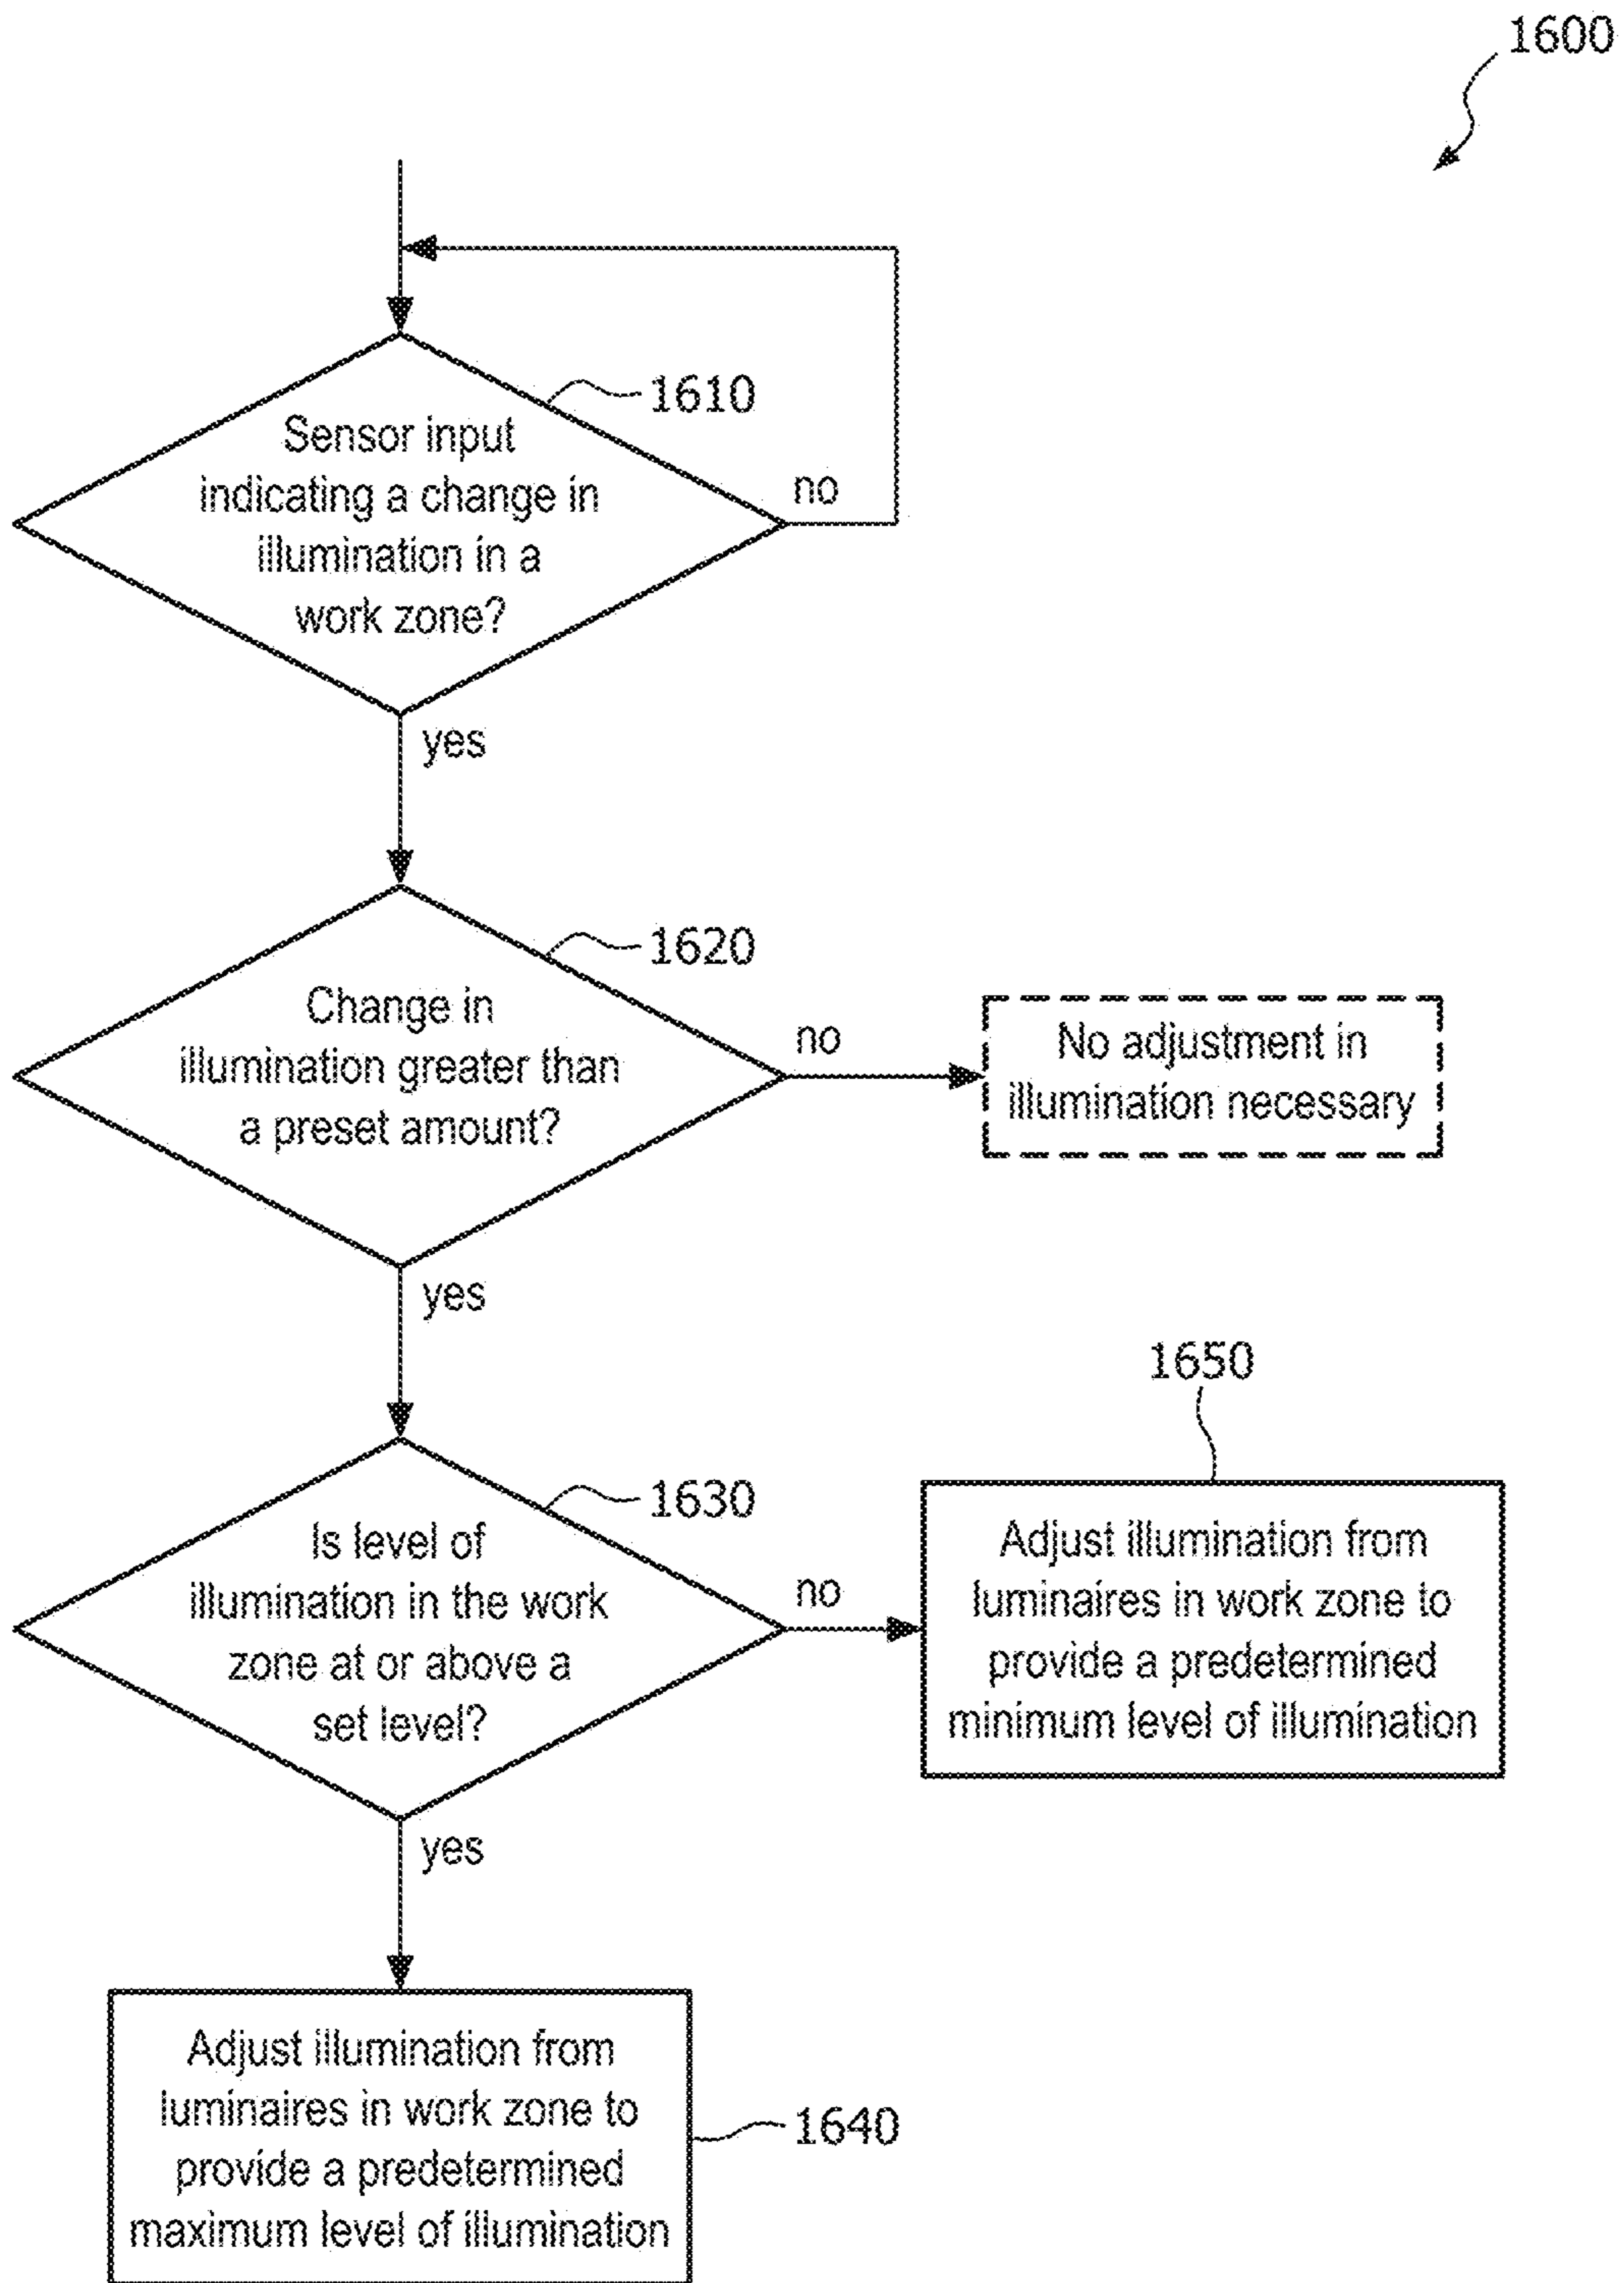 1600
1610
Sensor input
indicating a change in
illumination in a
work zone?
no
yes
1620
Change in
illumination greater than
a preset amount?
no
No adjustment in
illumination necessary
yes
1630
Is level of
illumination in the work
zone at or above a
set level?
no
1650
Adjust illumination from
luminaires in work zone to
provide a predetermined
minimum level of illumination
yes
Adjust illumination from
luminaires in work zone to
provide a predetermined
maximum level of illumination
1640